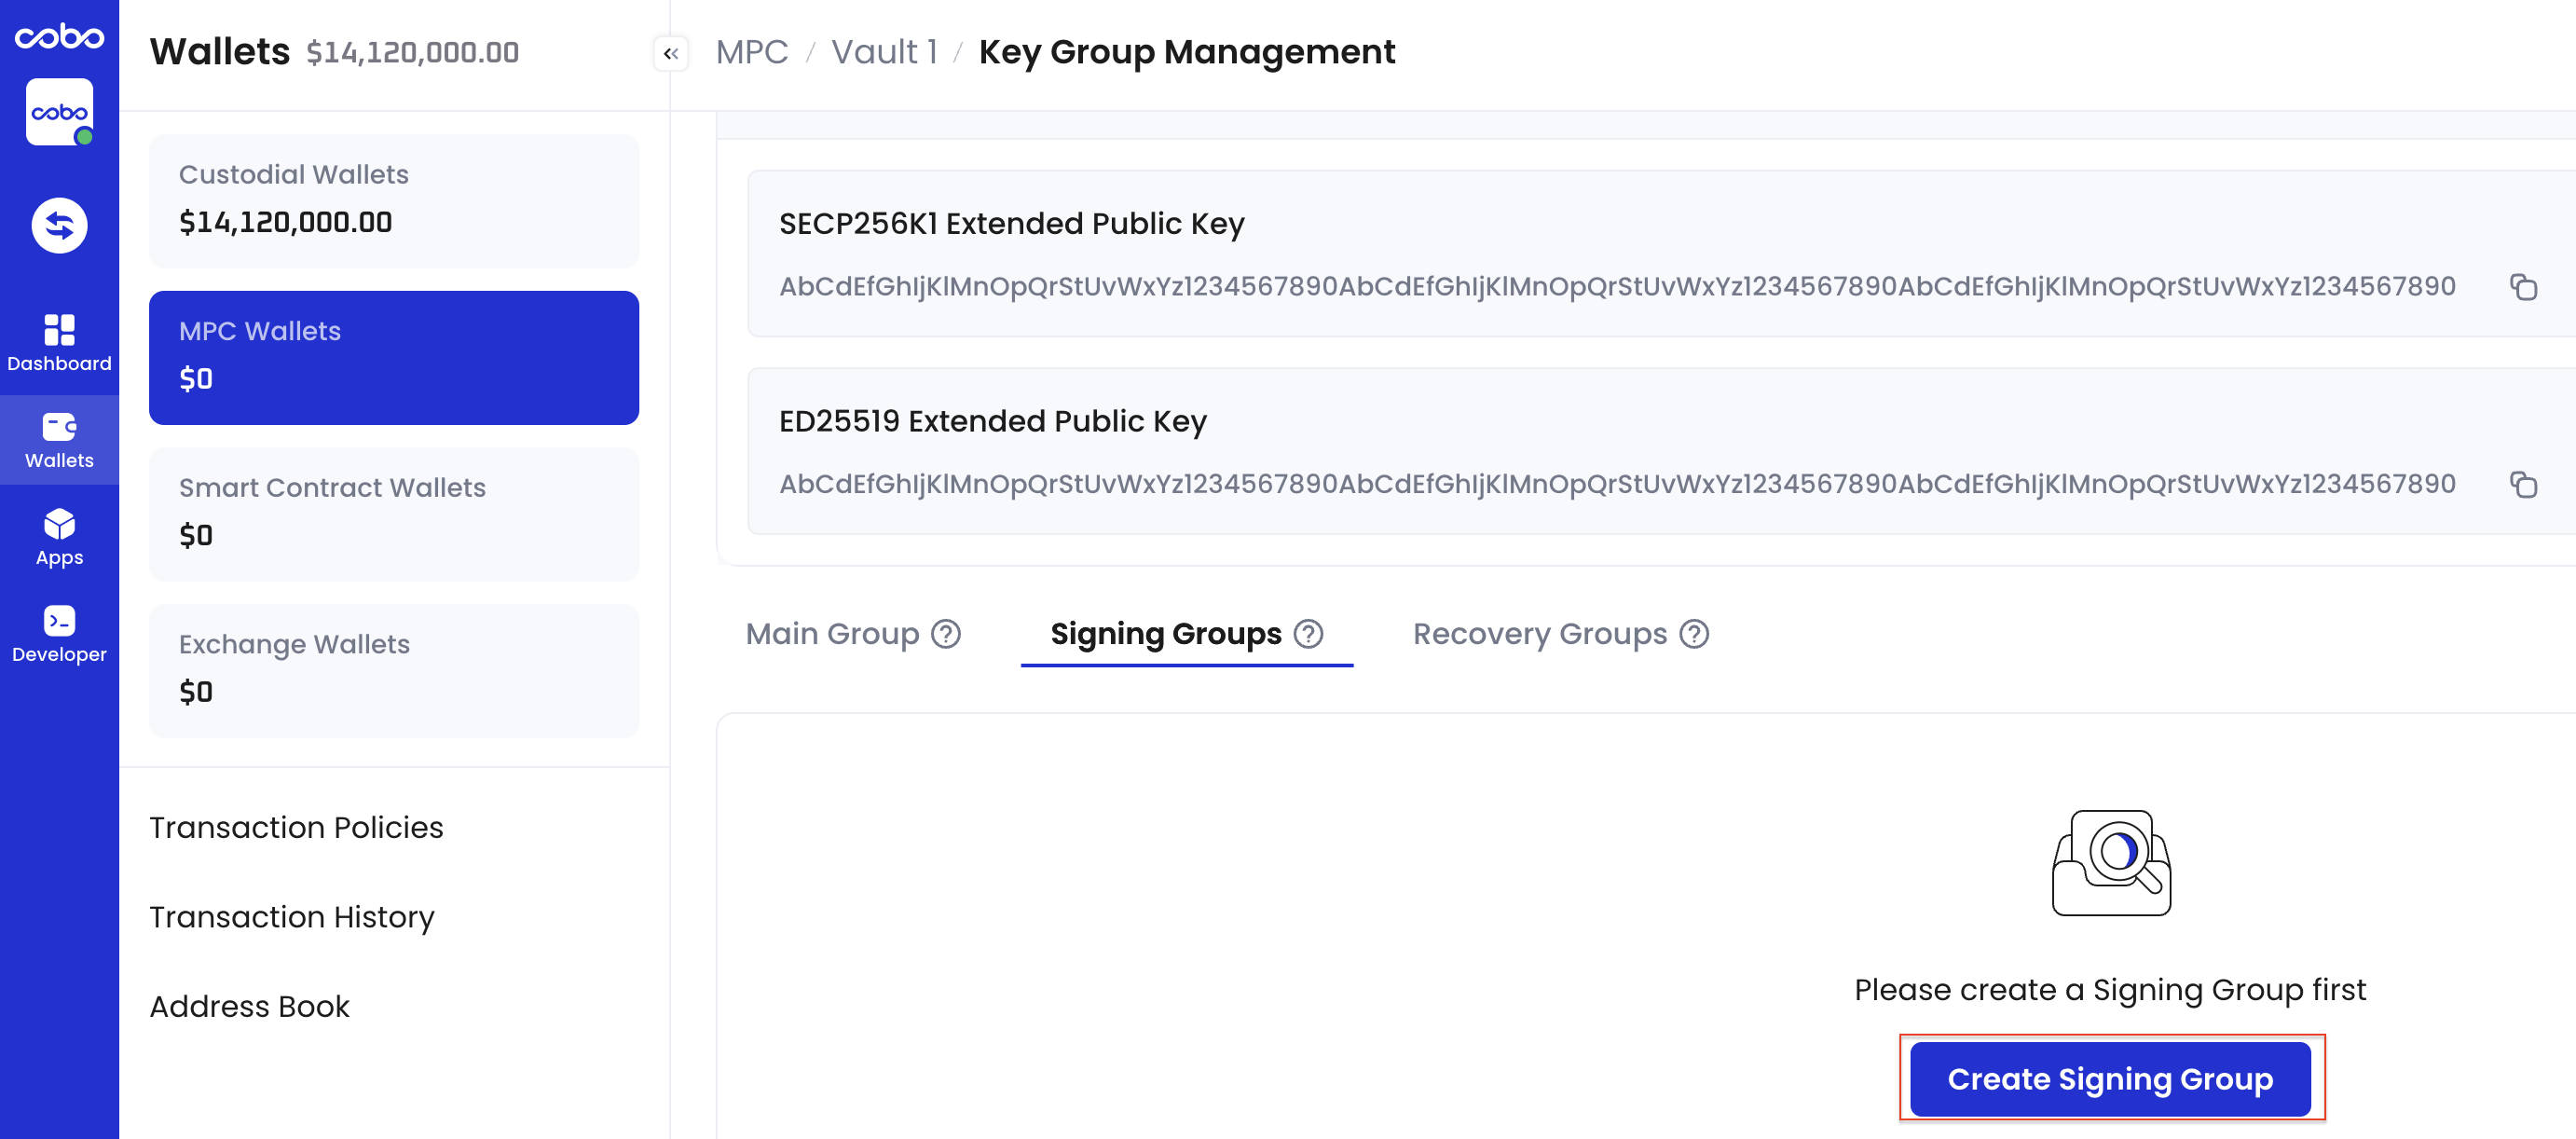 cobo
cobo
Dashboard
Wallets
Apps
Developer
Wallets $14,120,000.00
Custodial Wallets
$14,120,000.00
MPC Wallets
$0
Smart Contract Wallets
$0
Exchange Wallets
$0
Transaction Policies
Transaction History
Address Book
MPC / Vault 1 / Key Group Management
SECP256K1 Extended Public Key
AbCdEfGhIjKlMnOpQrStUvWxYz1234567890AbCdEfGhIjKlMnOpQrStUvWxYz1234567890AbCdEfGhIjKlMnOpQrStUvWxYz1234567890
ED25519 Extended Public Key
AbCdEfGhIjKlMnOpQrStUvWxYz1234567890AbCdEfGhIjKlMnOpQrStUvWxYz1234567890AbCdEfGhIjKlMnOpQrStUvWxYz1234567890
Main Group ? Signing Groups ? Recovery Groups ?
Please create a Signing Group first
Create Signing Group